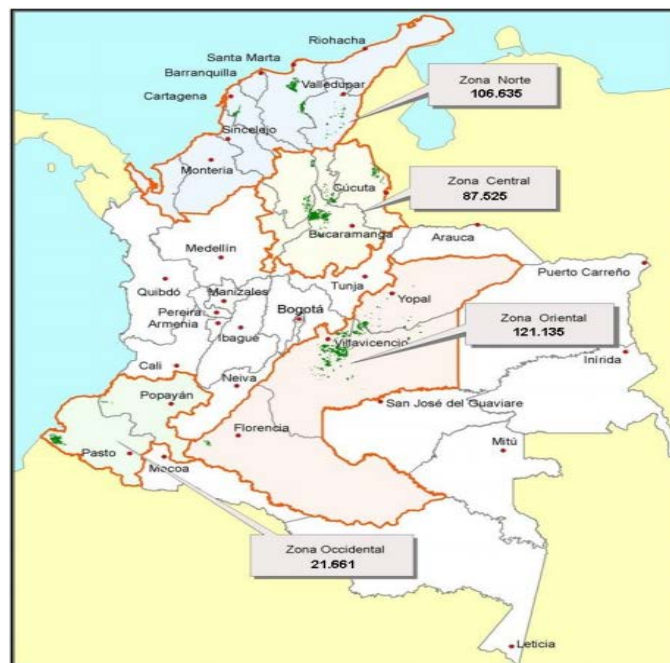 Riohacha
Santa Marta
Barranquilla
Valledupar
Zona Norte
106.635
Cartagena
Sincelejo
Montería
Cúcuta
Zona Central
87.525
Bucaramanga
Arauca
Medellín
Puerto Carreño
Tunja
Quibdó
Manizales
Yopal
Pereira
Bogotá
Armenia
Ibague
Villavicencio
Zona Oriental
121.135
Inírida
Cali
Neiva
San José del Guaviare
Popayán
Florencia
Mitú
Pasto
Mocoa
Zona Occidental
21.661
Leticia